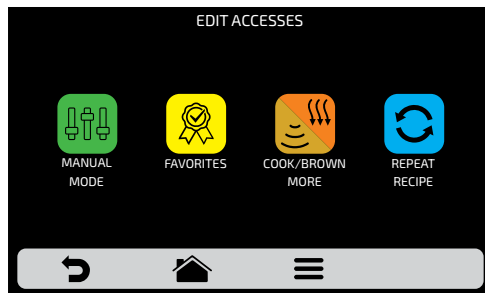 EDIT ACCESSES
MANUAL
MODE
FAVORITES
COOK/BROWN
MORE
REPEAT
RECIPE